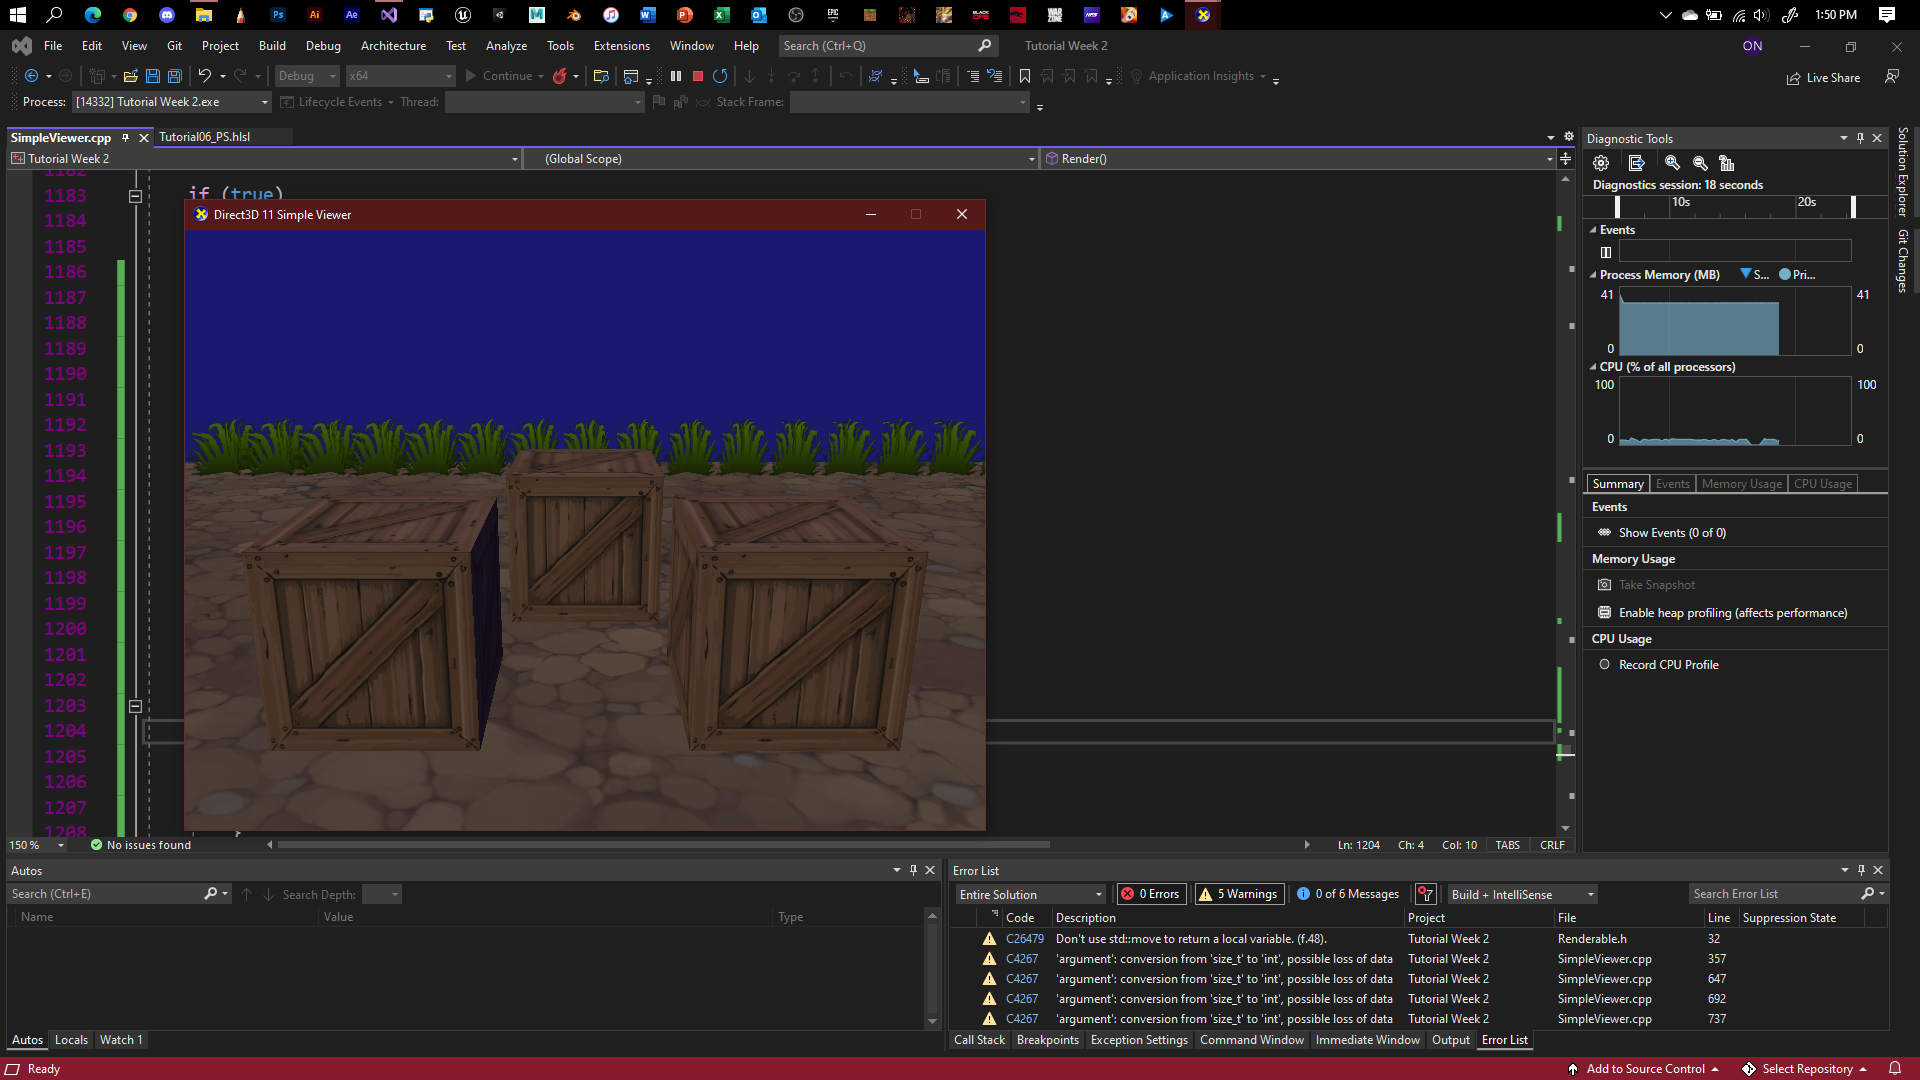 Ps
Ai
Ae
W
P
X
EPIC
BLACK OPS
WAR ZONE
NFS
1:50 PM
File Edit View Git Project Build Debug Architecture Test Analyze Tools Extensions Window Help
Search (Ctrl+Q)
Tutorial Week 2
ON
Debug
x64
Continue
Application Insights
Live Share
Process:
[14332] Tutorial Week 2.exe
Lifecycle Events
Thread:
Stack Frame:
SimpleViewer.cpp
Tutorial06_PS.hlsl
Tutorial Week 2
(Global Scope)
Render()
1182
1183 if (true)
1184
1185
1186
1187
1188
1189
1190
1191
1192
1193
1194
1195
1196
1197
1198
1199
1200
1201
1202
1203
1204
1205
1206
1207
1208 }
Direct3D 11 Simple Viewer
150 %
No issues found
Ln: 1204 Ch: 4 Col: 10 TABS CRLF
Diagnostic Tools
Diagnostics session: 18 seconds
10s 20s
Events
Process Memory (MB) S... Pri...
41 41
0 0
CPU (% of all processors)
100 100
0 0
Summary Events Memory Usage CPU Usage
Events
Show Events (0 of 0)
Memory Usage
Take Snapshot
Enable heap profiling (affects performance)
CPU Usage
Record CPU Profile
Solution Explorer
Git Changes
Autos
Search (Ctrl+E)
Search Depth:
Name Value Type
Autos Locals Watch 1
Error List
Entire Solution
0 Errors
5 Warnings
0 of 6 Messages
Build + IntelliSense
Search Error List
Code Description Project File Line Suppression State
C26479 Don't use std::move to return a local variable. (f.48). Tutorial Week 2 Renderable.h 32
C4267 'argument': conversion from 'size_t' to 'int', possible loss of data Tutorial Week 2 SimpleViewer.cpp 357
C4267 'argument': conversion from 'size_t' to 'int', possible loss of data Tutorial Week 2 SimpleViewer.cpp 647
C4267 'argument': conversion from 'size_t' to 'int', possible loss of data Tutorial Week 2 SimpleViewer.cpp 692
C4267 'argument': conversion from 'size_t' to 'int', possible loss of data Tutorial Week 2 SimpleViewer.cpp 737
Call Stack Breakpoints Exception Settings Command Window Immediate Window Output Error List
Ready
Add to Source Control
Select Repository